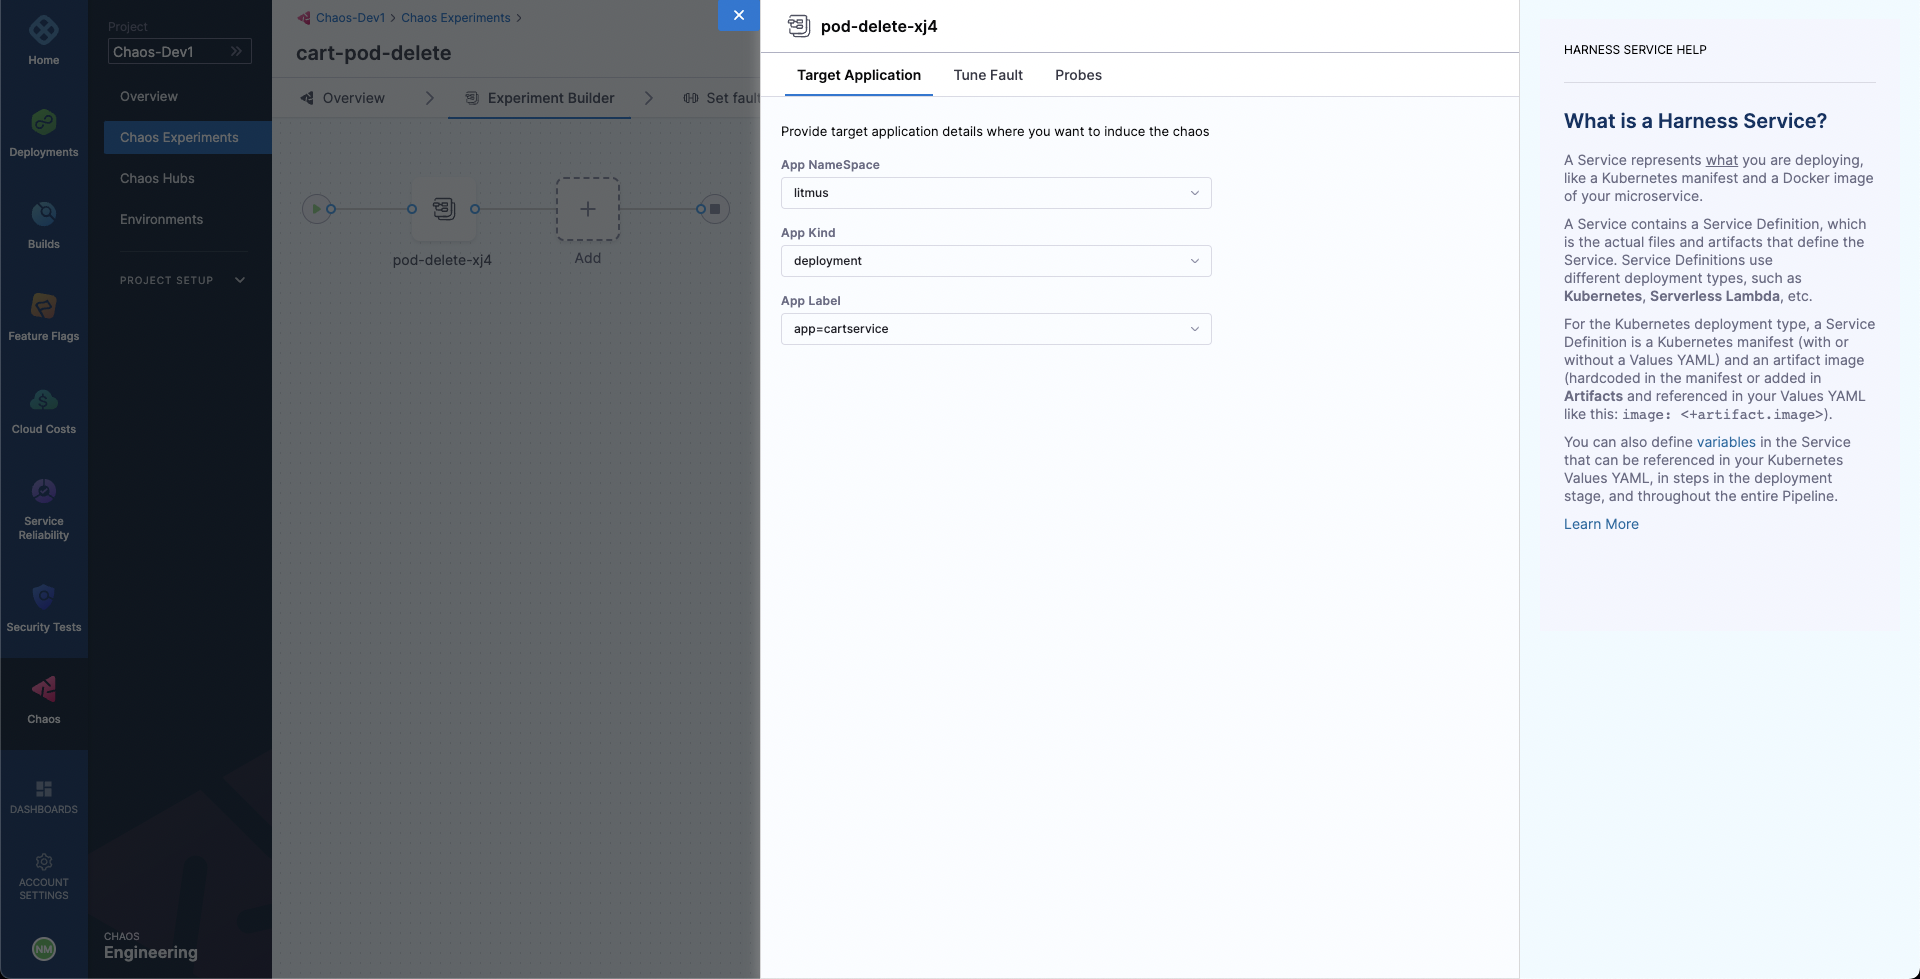 Home
Deployments
Builds
Feature Flags
Cloud Costs
Service
Reliability
Security Tests
Chaos
DASHBOARDS
ACCOUNT
SETTINGS
NM
Project
Chaos-Dev1
Overview
Chaos Experiments
Chaos Hubs
Environments
PROJECT SETUP
CHAOS
Engineering
Chaos-Dev1 > Chaos Experiments >
cart-pod-delete
Overview
Experiment Builder
Set fault
pod-delete-xj4
Add
pod-delete-xj4
Target Application
Tune Fault
Probes
Provide target application details where you want to induce the chaos
App NameSpace
litmus
App Kind
deployment
App Label
app=cartservice
HARNESS SERVICE HELP
What is a Harness Service?
A Service represents what you are deploying,
like a Kubernetes manifest and a Docker image
of your microservice.
A Service contains a Service Definition, which
is the actual files and artifacts that define the
Service. Service Definitions use
different deployment types, such as
Kubernetes, Serverless Lambda, etc.
For the Kubernetes deployment type, a Service
Definition is a Kubernetes manifest (with or
without a Values YAML) and an artifact image
(hardcoded in the manifest or added in
Artifacts and referenced in your Values YAML
like this: image: <+artifact.image>).
You can also define variables in the Service
that can be referenced in your Kubernetes
Values YAML, in steps in the deployment
stage, and throughout the entire Pipeline.
Learn More